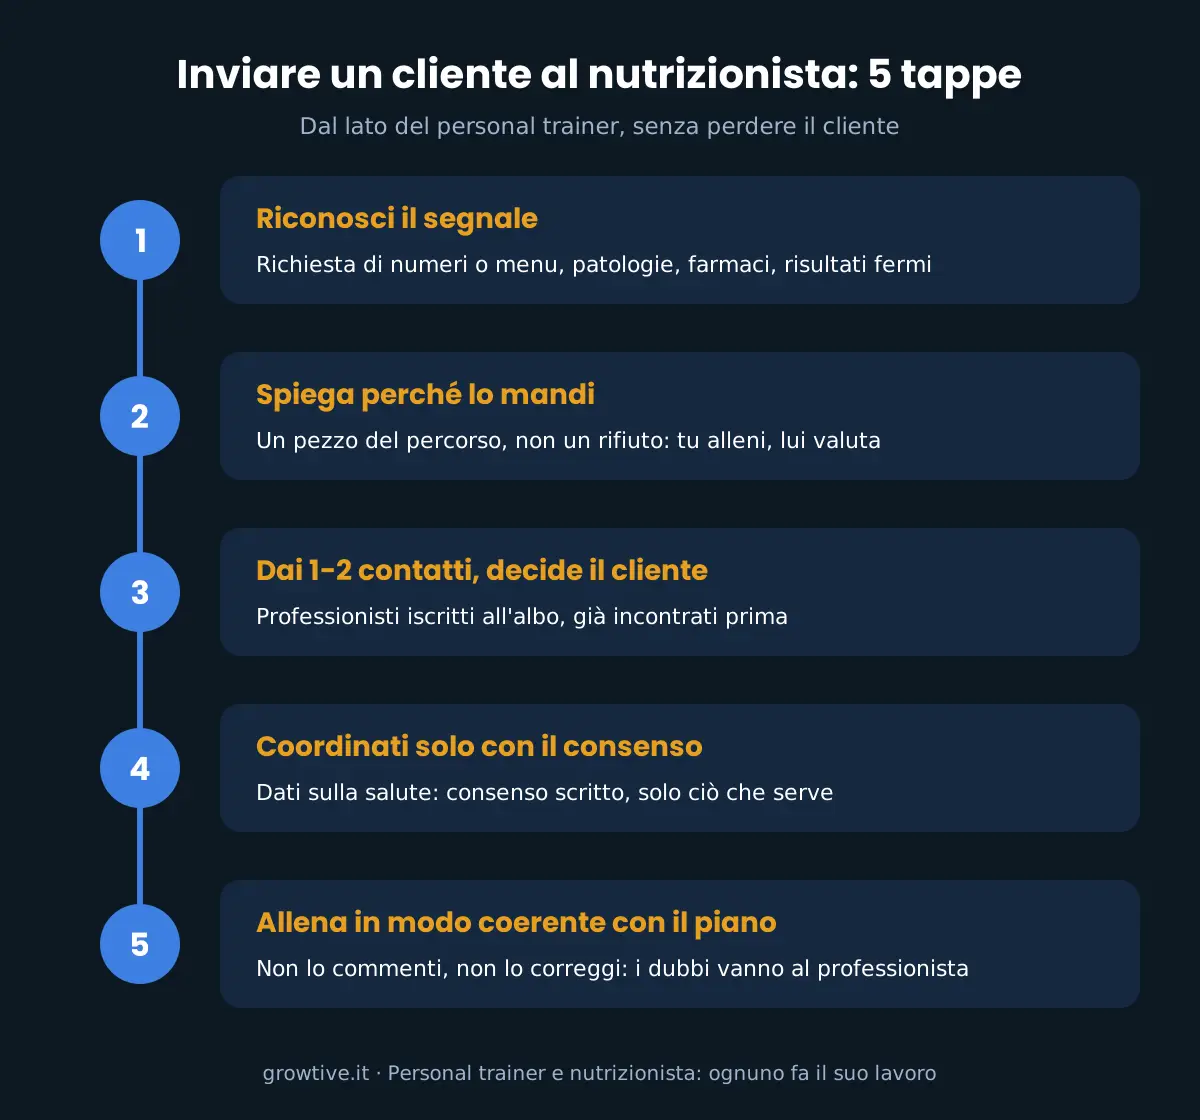 Inviare un cliente al nutrizionista: 5 tappe
Dal lato del personal trainer, senza perdere il cliente
1
Riconosci il segnale
Richiesta di numeri o menu, patologie, farmaci, risultati fermi
2
Spiega perché lo mandi
Un pezzo del percorso, non un rifiuto: tu alleni, lui valuta
3
Dai 1–2 contatti, decide il cliente
Professionisti iscritti all'albo, già incontrati prima
4
Coordinati solo con il consenso
Dati sulla salute: consenso scritto, solo ciò che serve
5
Allena in modo coerente con il piano
Non lo commenti, non lo correggi: i dubbi vanno al professionista
growtive.it · Personal trainer e nutrizionista: ognuno fa il suo lavoro